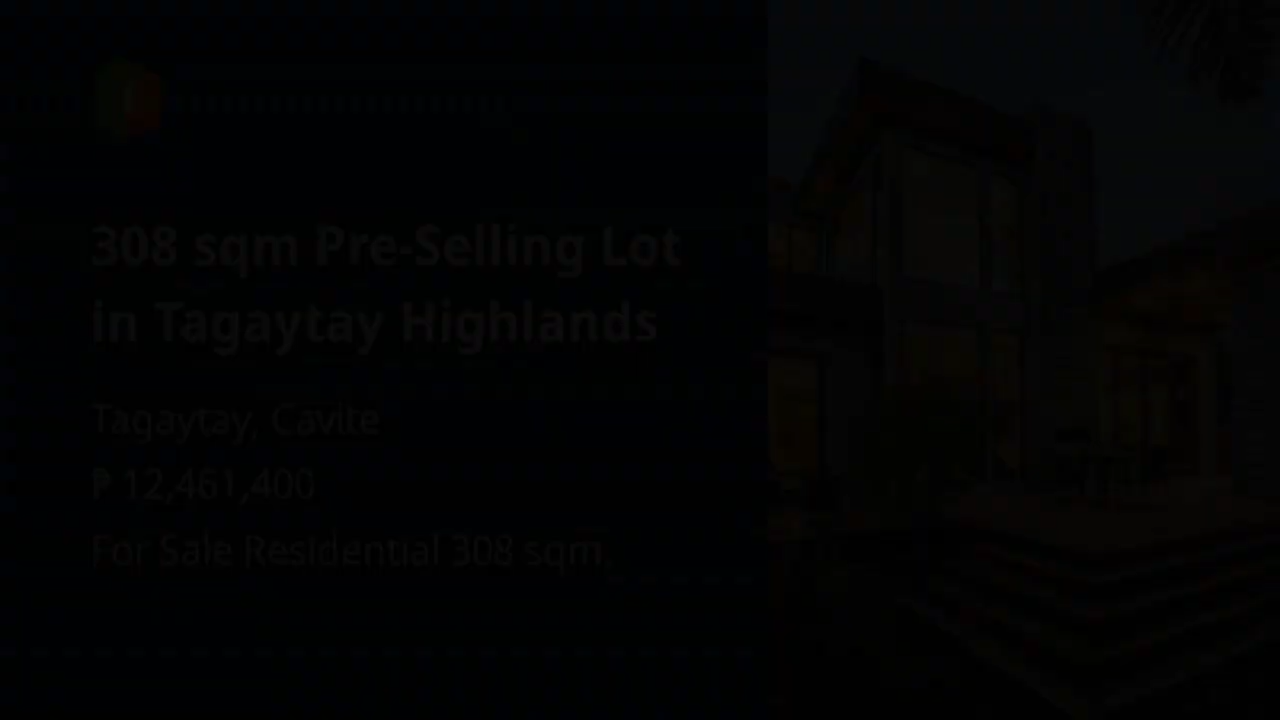 308 sqm Pre-Selling Lot
in Tagaytay Highlands
Tagaytay, Cavite
₱ 12,461,400
For Sale Residential 308 sqm.